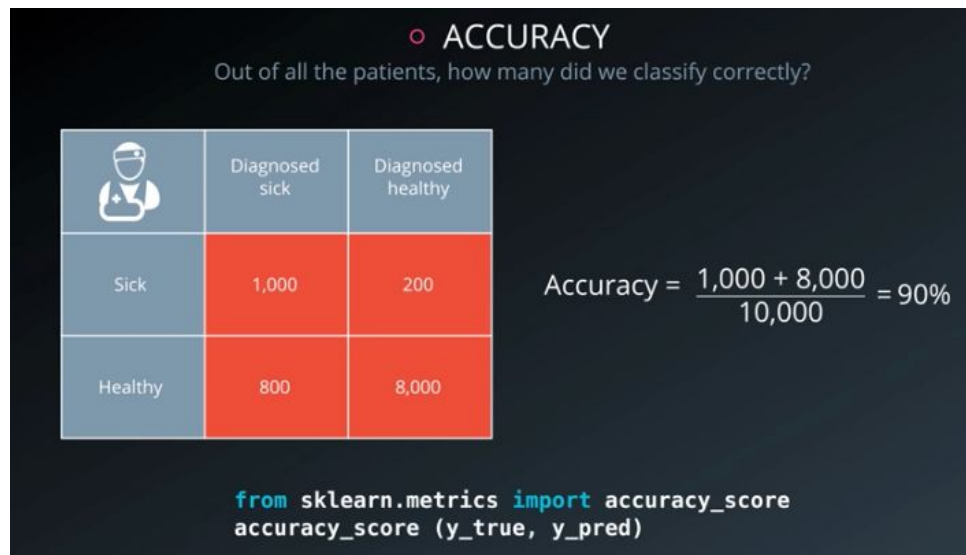 ACCURACY
Out of all the patients, how many did we classify correctly?
Diagnosed sick
Diagnosed healthy
Sick 1,000 200
Healthy 800 8,000
Accuracy = 1,000 + 8,000 / 10,000 = 90%
from sklearn.metrics import accuracy_score
accuracy_score (y_true, y_pred)